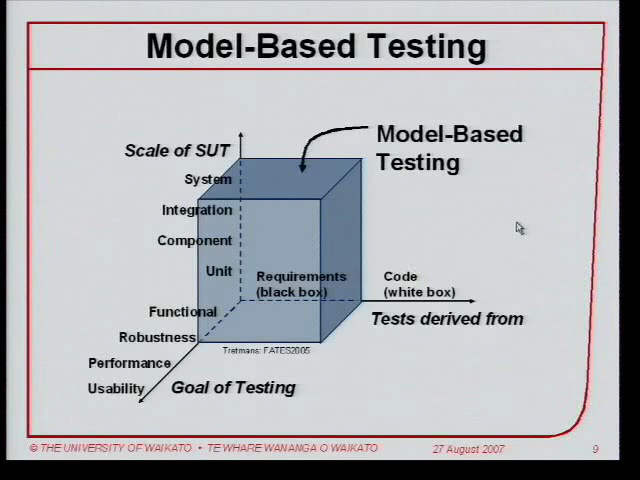 Model-Based Testing
Model-Based
Testing
Scale of SUT
System
Integration
Component
Unit
Requirements
(black box)
Code
(white box)
Functional
Tests derived from
Robustness
Tretmans: FATES2005
Performance
Usability
Goal of Testing
© THE UNIVERSITY OF WAIKATO • TE WHARE WANANGA O WAIKATO
27 August 2007
9